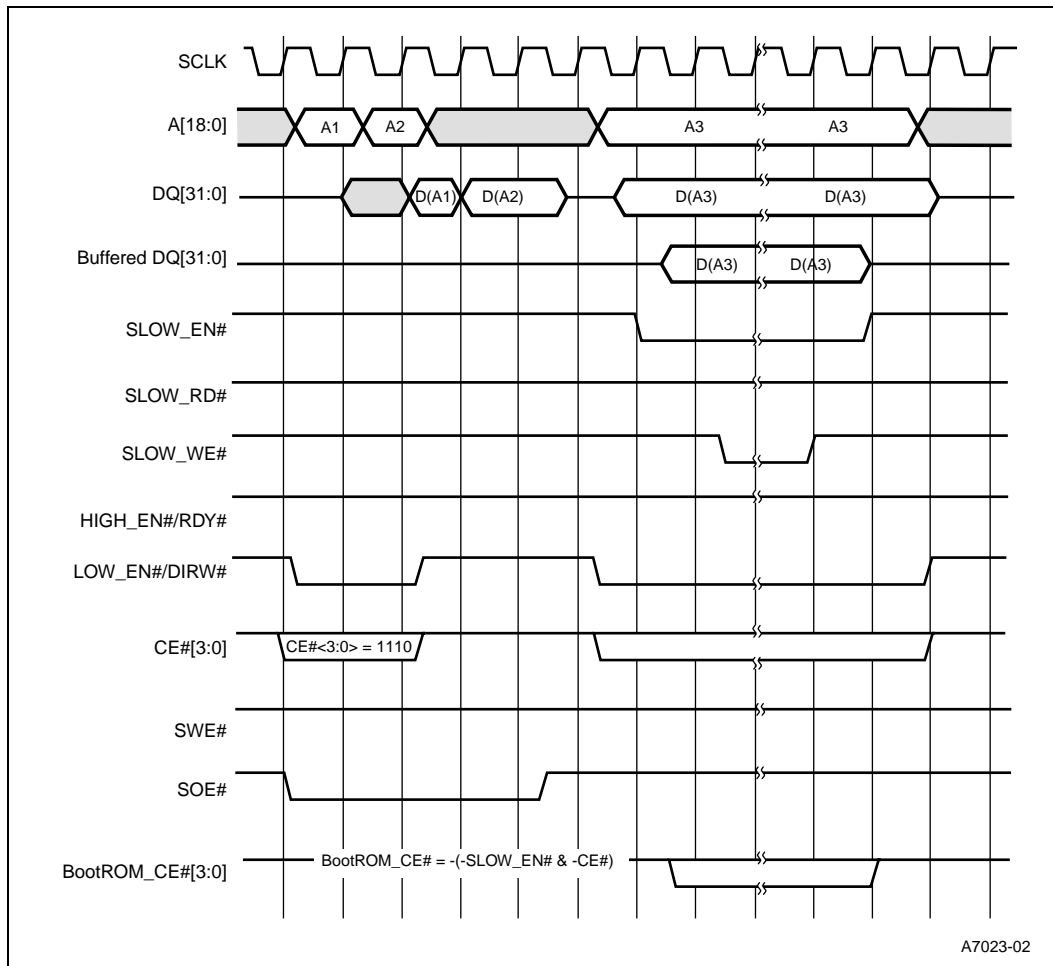 SCLK
A[18:0]
A1 A2 A3 A3
DQ[31:0]
D(A1) D(A2) D(A3) D(A3)
Buffered DQ[31:0]
D(A3) D(A3)
SLOW_EN#
SLOW_RD#
SLOW_WE#
HIGH_EN#/RDY#
LOW_EN#/DIRW#
CE#[3:0]
CE#<3:0> = 1110
SWE#
SOE#
BootROM_CE#[3:0]
BootROM_CE# = -(-SLOW_EN# & -CE#)
A7023-02